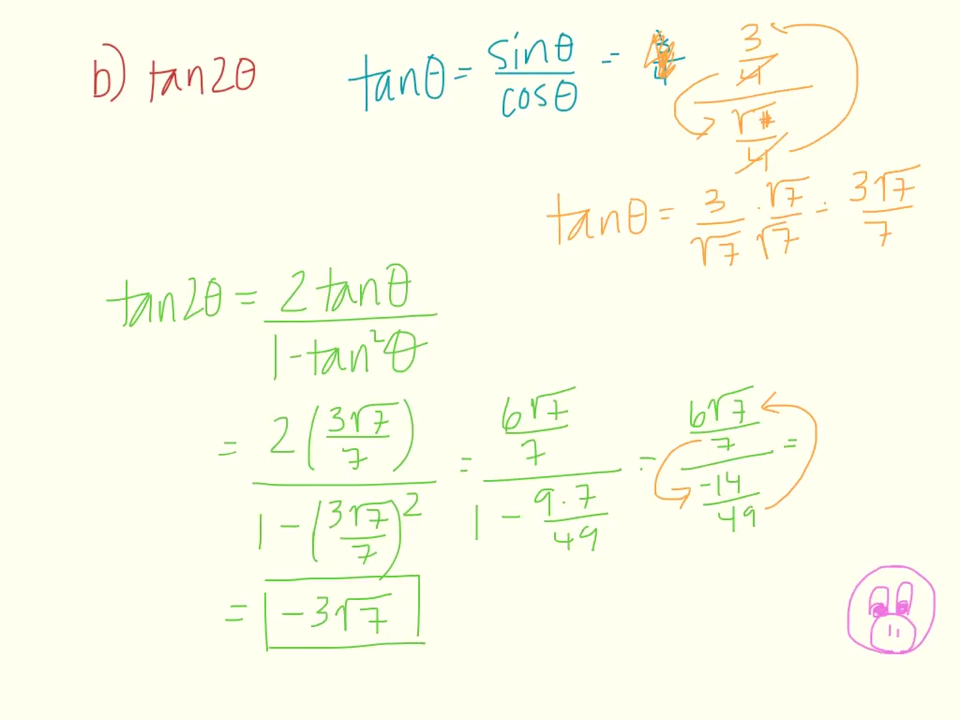 b) tan2θ
tanθ = sinθ/cosθ = (3/4)/(√7/4)
tanθ = 3/√7 · √7/√7 = 3√7/7
tan2θ = 2tanθ/(1-tan²θ)
= 2(3√7/7)/(1-(3√7/7)²) = (6√7/7)/(1 - 9·7/49) = (6√7/7)/(-14/49) =
= -3√7